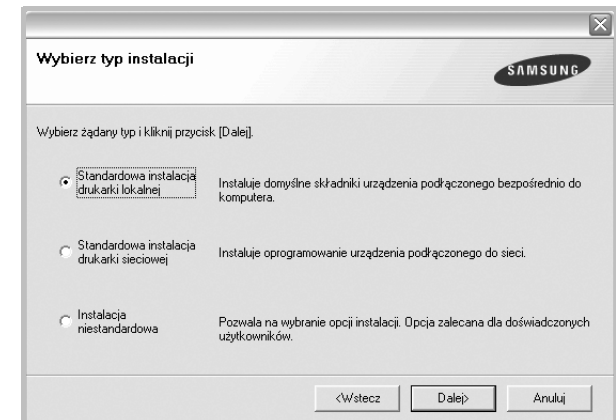 Wybierz typ instalacji
SAMSUNG
Wybierz żądany typ i kliknij przycisk [Dalej].
Standardowa instalacja
drukarki lokalnej
Instaluje domyślne składniki urządzenia podłączonego bezpośrednio do
komputera.
Standardowa instalacja
drukarki sieciowej
Instaluje oprogramowanie urządzenia podłączonego do sieci.
Instalacja
niestandardowa
Pozwala na wybranie opcji instalacji. Opcja zalecana dla doświadczonych
użytkowników.
<Wstecz
Dalej>
Anuluj